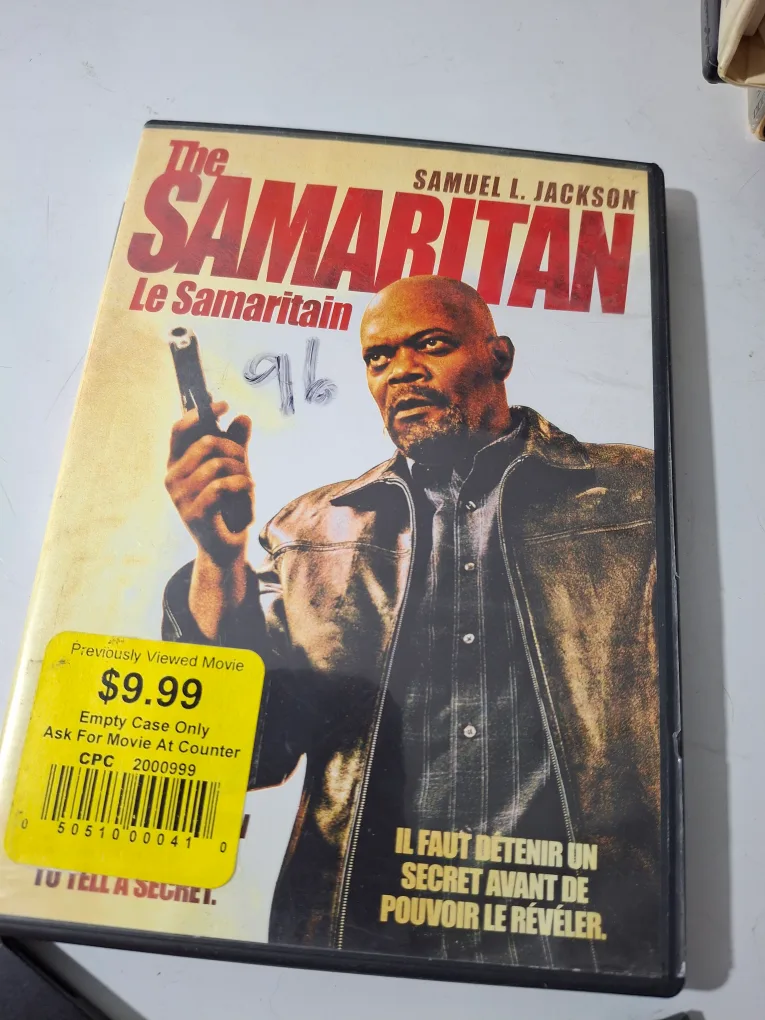 The
SAMUEL L. JACKSON
SAMARITAN
Le Samaritain
96
Previously Viewed Movie
$9.99
Empty Case Only
Ask For Movie At Counter
CPC 2000999
0 50510 00041 0
TO TELL A SECRET.
IL FAUT DÉTENIR UN
SECRET AVANT DE
POUVOIR LE RÉVÉLER.